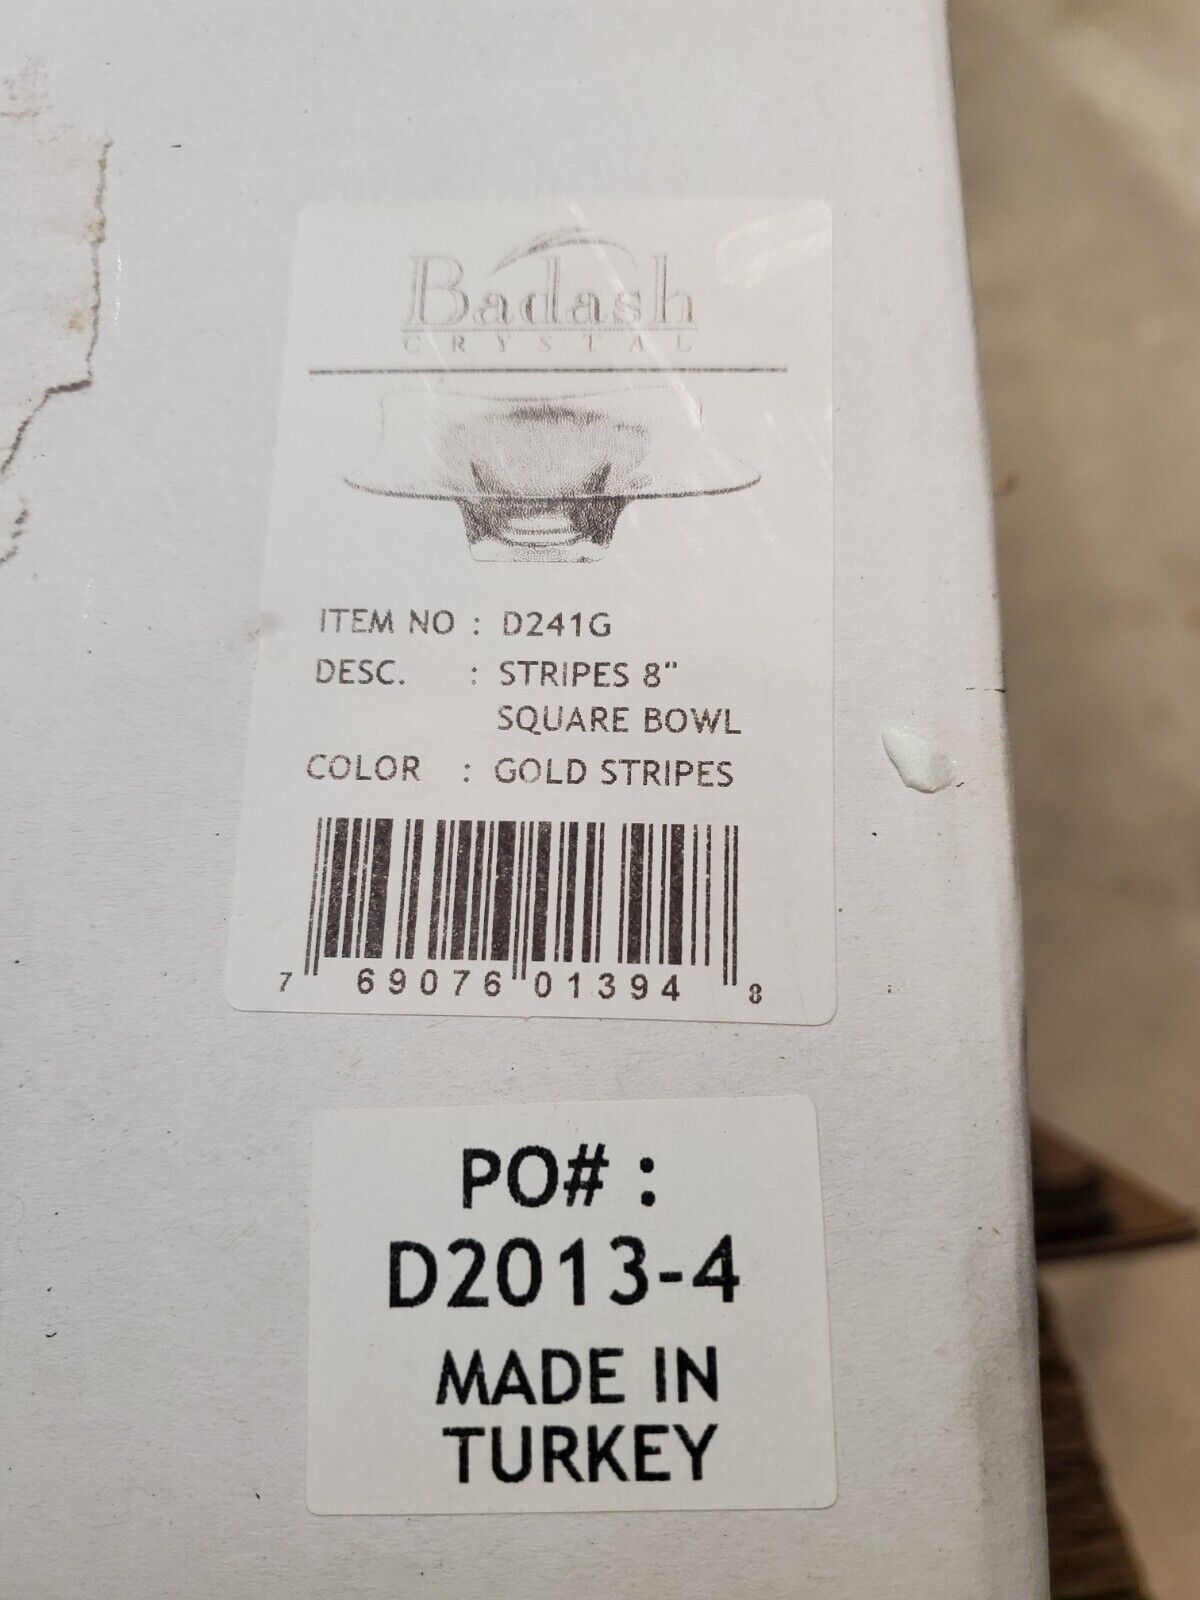 Badash
CRYSTAL
ITEM NO : D241G
DESC. : STRIPES 8"
SQUARE BOWL
COLOR : GOLD STRIPES
7 69076 01394 8
PO# :
D2013-4
MADE IN
TURKEY